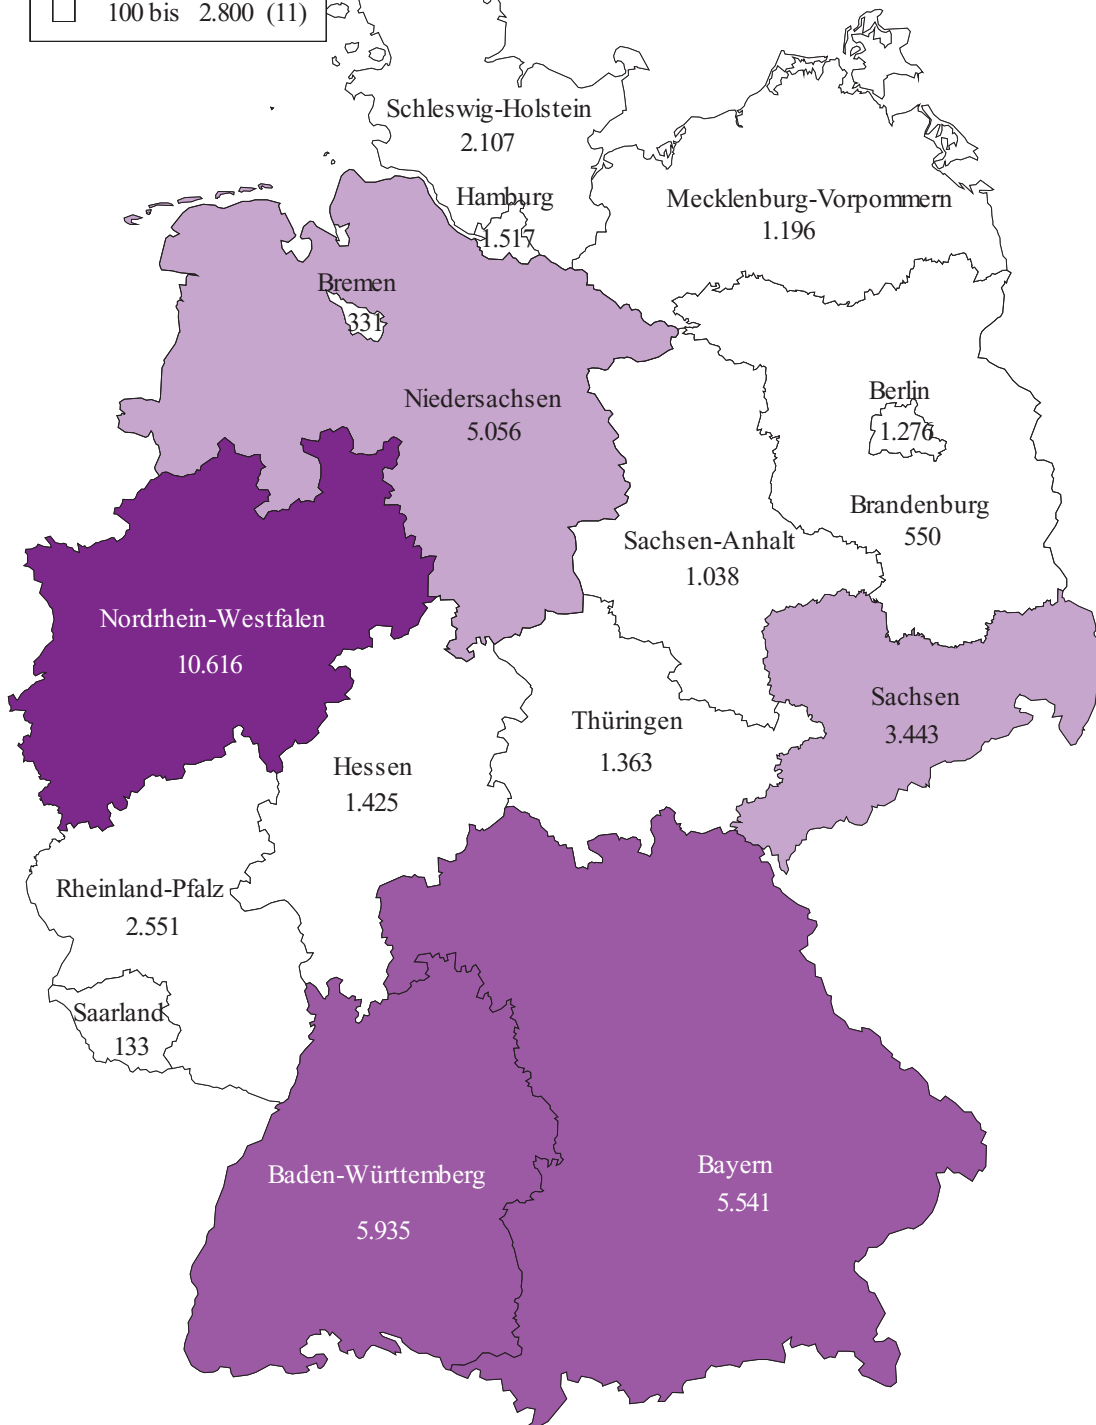 100 bis 2.800 (11)
Schleswig-Holstein
2.107
Hamburg
1.517
Mecklenburg-Vorpommern
1.196
Bremen
331
Niedersachsen
5.056
Berlin
1.276
Brandenburg
550
Sachsen-Anhalt
1.038
Nordrhein-Westfalen
10.616
Sachsen
3.443
Thüringen
1.363
Hessen
1.425
Rheinland-Pfalz
2.551
Saarland
133
Baden-Württemberg
5.935
Bayern
5.541